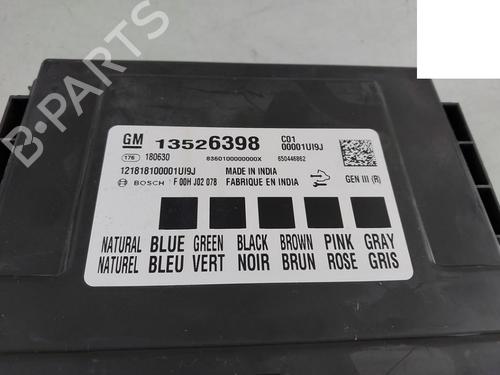 GM 13526398 C01
00001UI9J
176 180630 8360100000000X 650446862
121818100001UI9J MADE IN INDIA
BOSCH F 00H J02 078 FABRIQUE EN INDIA GEN III (R)
NATURAL BLUE GREEN BLACK BROWN PINK GRAY
NATUREL BLEU VERT NOIR BRUN ROSE GRIS
B-PARTS